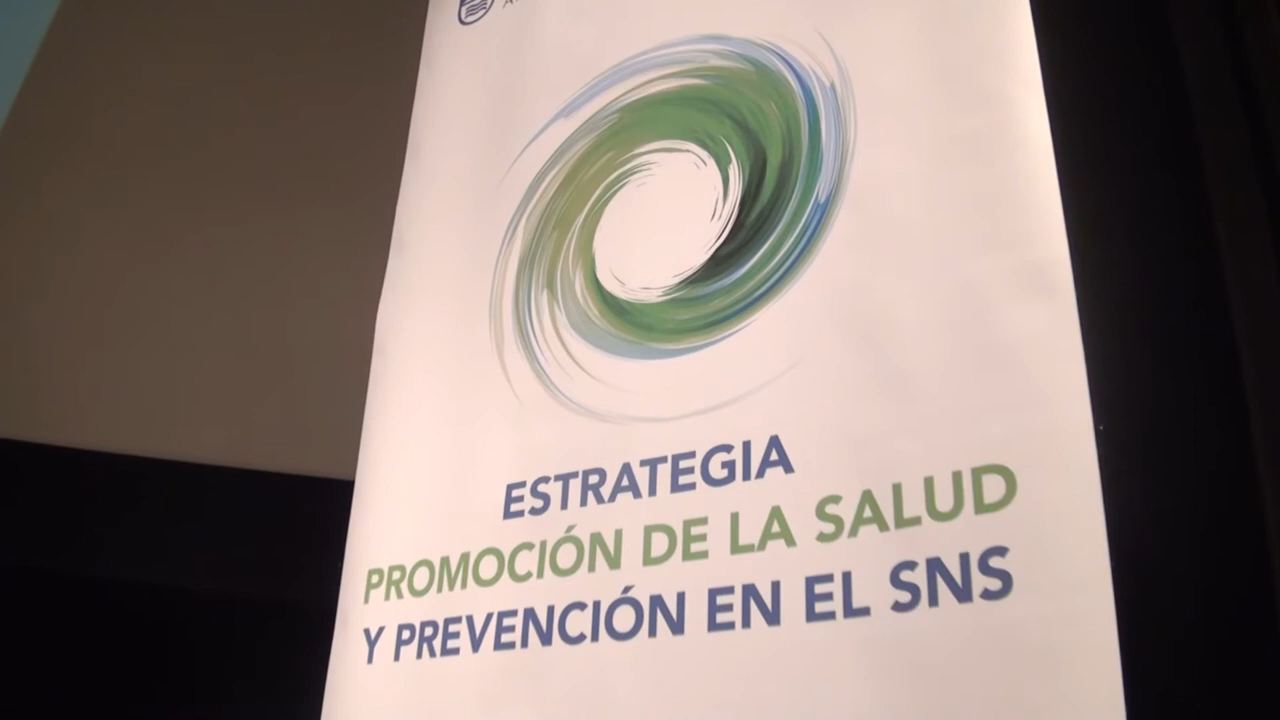 ESTRATEGIA
PROMOCIÓN DE LA SALUD
Y PREVENCIÓN EN EL SNS